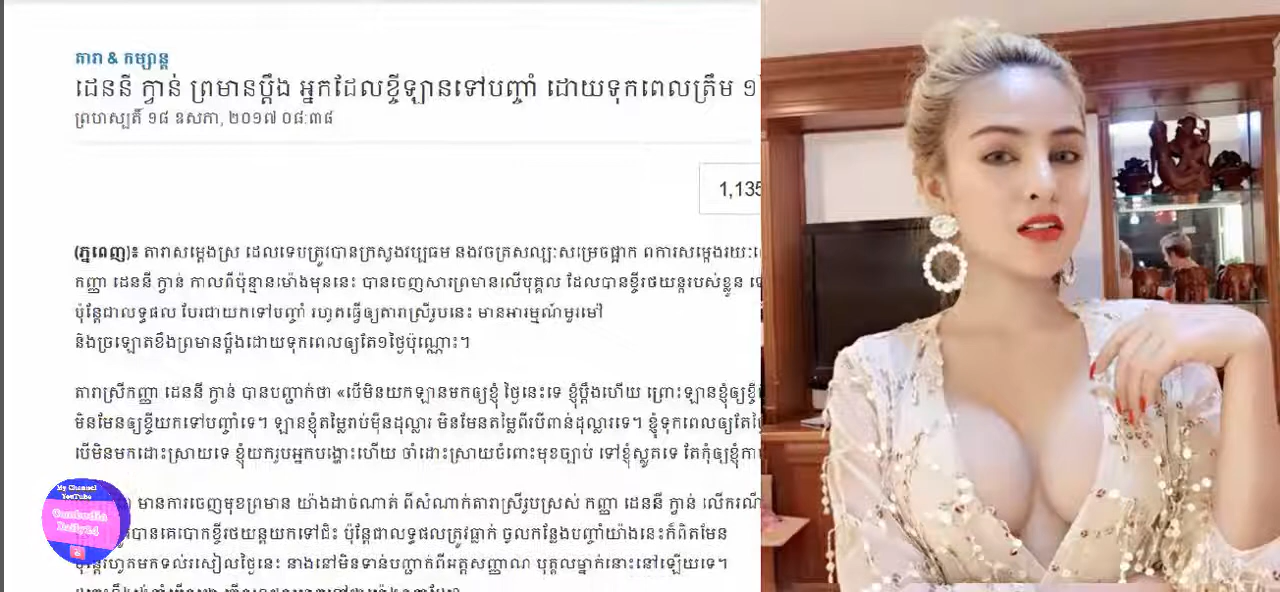 តារា & កម្សាន្ត
ដេននី ក្វាន់ ព្រមានប្តឹង អ្នកដែលខ្ចីឡានទៅបញ្ចាំ ដោយទុកពេលត្រឹម ១
ព្រហស្បតិ៍ ១៨ ឧសភា, ២០១៧ ០៨:៣៨
1,135
(ភ្នំពេញ)៖ តារាសម្តែងស្រី ដែលទើបត្រូវបានក្រសួងវប្បធម៌ និងវិចិត្រសិល្បៈសម្រេចផ្អាក ពីការសម្តែងរយៈ
កញ្ញា ដេននី ក្វាន់ កាលពីប៉ុន្មានម៉ោងមុននេះ បានចេញសារព្រមានលើបុគ្គល ដែលបានខ្ចីរថយន្តរបស់ខ្លួន
ប៉ុន្តែជាលទ្ធផល បែរជាយកទៅបញ្ចាំ រហូតធ្វើឲ្យតារាស្រីរូបនេះ មានអារម្មណ៍មួរម៉ៅ
និងច្រឡោតខឹងព្រមានប្តឹងដោយទុកពេលឲ្យតែ១ថ្ងៃប៉ុណ្ណោះ។
តារាស្រីកញ្ញា ដេននី ក្វាន់ បានបញ្ជាក់ថា «បើមិនយកឡានមកឲ្យខ្ញុំ ថ្ងៃនេះទេ ខ្ញុំប្តឹងហើយ ព្រោះឡានខ្ញុំឲ្យខ្ចី
មិនមែនឲ្យខ្ចីយកទៅបញ្ចាំទេ។ ឡានខ្ញុំតម្លៃរាប់ម៉ឺនដុល្លារ មិនមែនតម្លៃពីរបីពាន់ដុល្លារទេ។ ខ្ញុំទុកពេលឲ្យតែថ្ងៃ
បើមិនមកដោះស្រាយទេ ខ្ញុំយករូបអ្នកបង្ហោះហើយ ចាំដោះស្រាយចំពោះមុខច្បាប់ ទៅខ្ញុំស្លូតទេ តែកុំឲ្យខ្ញុំកាច
មានការចេញមុខព្រមាន យ៉ាងដាច់ណាត់ ពីសំណាក់តារាស្រីរូបស្រស់ កញ្ញា ដេននី ក្វាន់ លើករណី
បានគេបោកខ្ចីរថយន្តយកទៅជិះ ប៉ុន្តែជាលទ្ធផលត្រូវធ្លាក់ ចូលកន្លែងបញ្ចាំយ៉ាងនេះក៏ពិតមែន
ប៉ុន្តែរហូតមកទល់រសៀលថ្ងៃនេះ នាងនៅមិនទាន់បញ្ជាក់ពីអត្តសញ្ញាណ បុគ្គលម្នាក់នោះនៅឡើយទេ។
My Channel
YouTube
Cambodia
Daily24